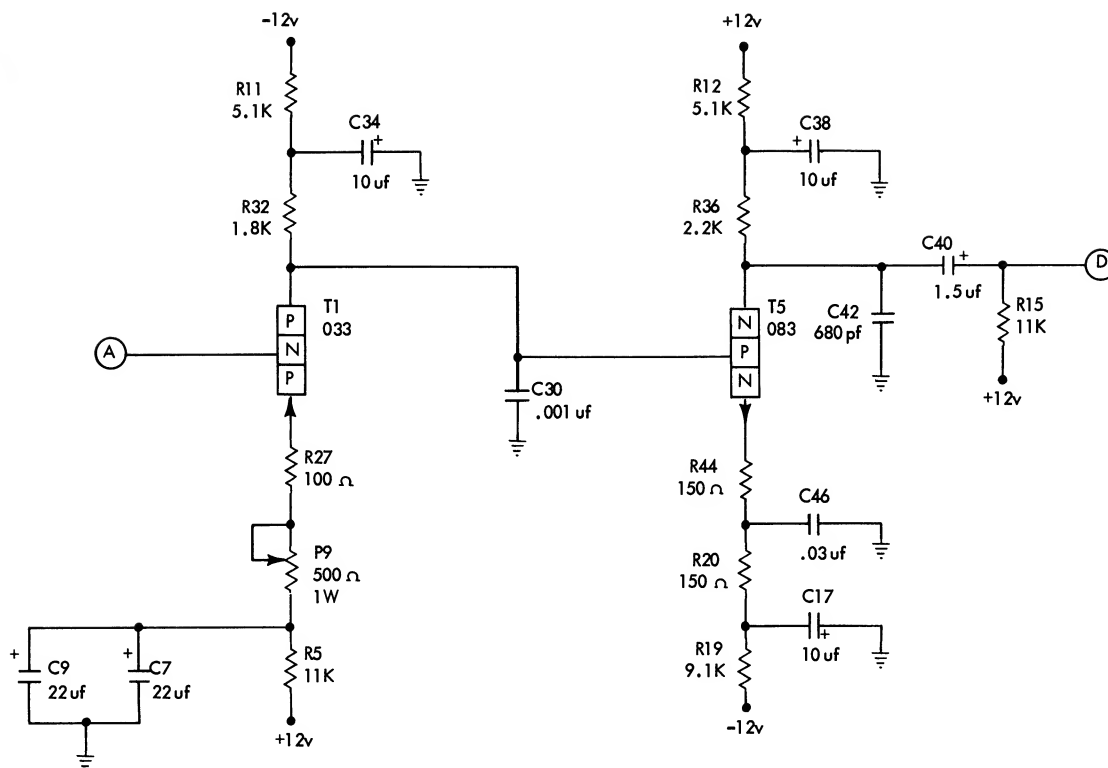 -12v
R11
5.1K
C34
+
10 uf
R32
1.8K
T1
033
P
N
P
A
C30
.001 uf
R27
100 Ω
P9
500 Ω
1W
+
C9
22 uf
+
C7
22 uf
R5
11K
+12v
+12v
R12
5.1K
C38
+
10 uf
R36
2.2K
C40
+
1.5 uf
D
T5
083
N
P
N
C42
680 pf
R15
11K
+12v
R44
150 Ω
C46
.03 uf
R20
150 Ω
C17
+
10 uf
R19
9.1K
-12v